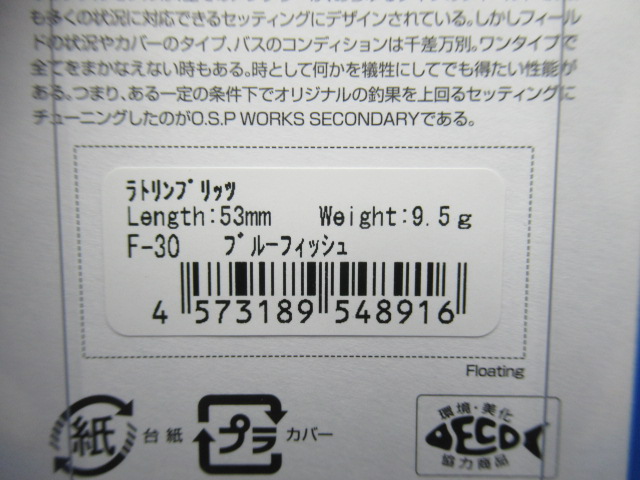 も多くの状況に対応できるセッティングにデザインされている。しかしフィール
ドの状況やカバーのタイプ、バスのコンディションは千差万別。ワンタイプで
全てをまかなえない時もある。時として何かを犠牲にしてでも得たい性能が
ある。つまり、ある一定の条件下でオリジナルの釣果を上回るセッティングに
チューニングしたのがO.S.P WORKS SECONDARYである。
ﾗﾄﾘﾝﾌﾞﾘｯﾂ
Length:53mm Weight:9.5g
F-30 ﾌﾞﾙｰﾌｨｯｼｭ
4 573189 548916
Floating
紙 台紙 プラ カバー
環境・美化
ECO
協力商品